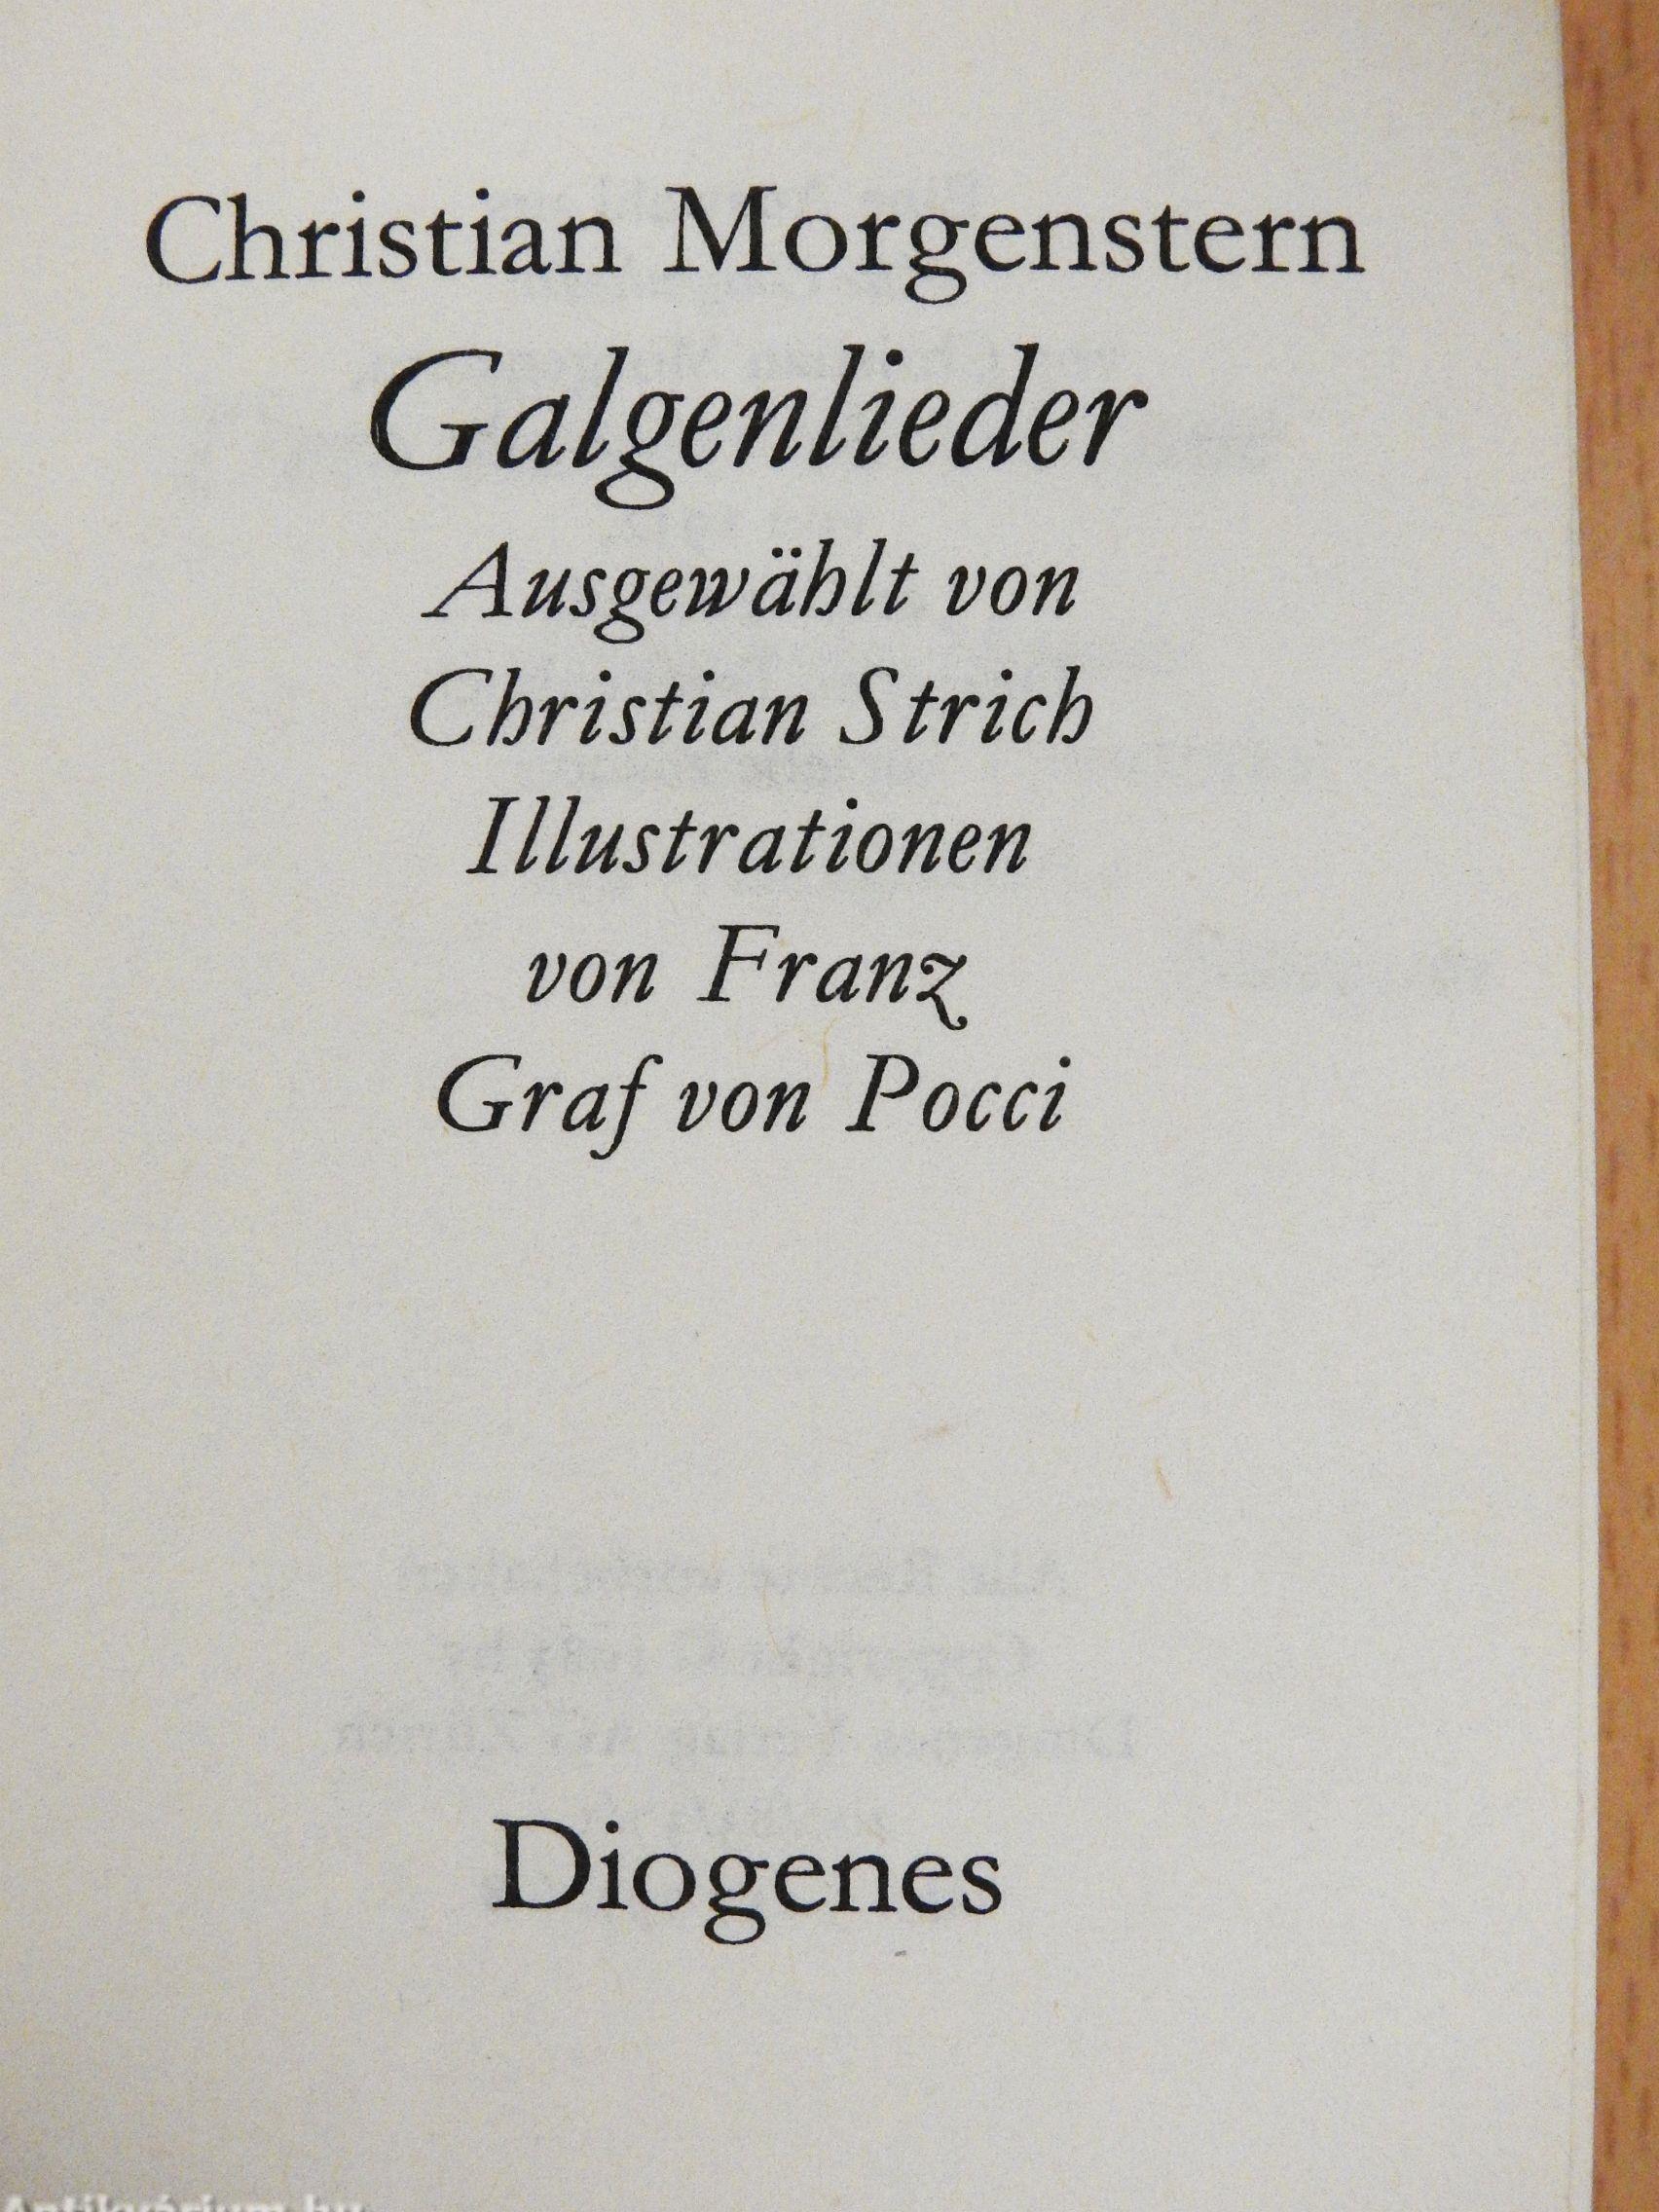 Christian Morgenstern
Galgenlieder
Ausgewählt von
Christian Strich
Illustrationen
von Franz
Graf von Pocci
Diogenes